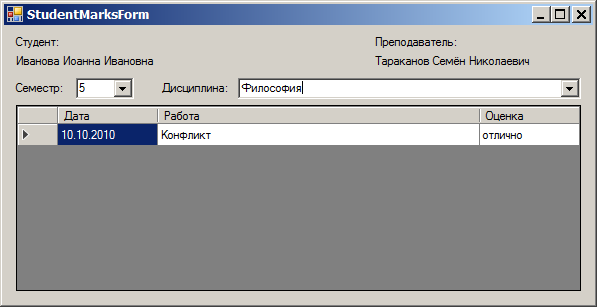 StudentMarksForm
Студент: Преподаватель:
Иванова Иоанна Ивановна Тараканов Семён Николаевич
Семестр: 5 Дисциплина: Философия
Дата Работа Оценка
10.10.2010 Конфликт отлично